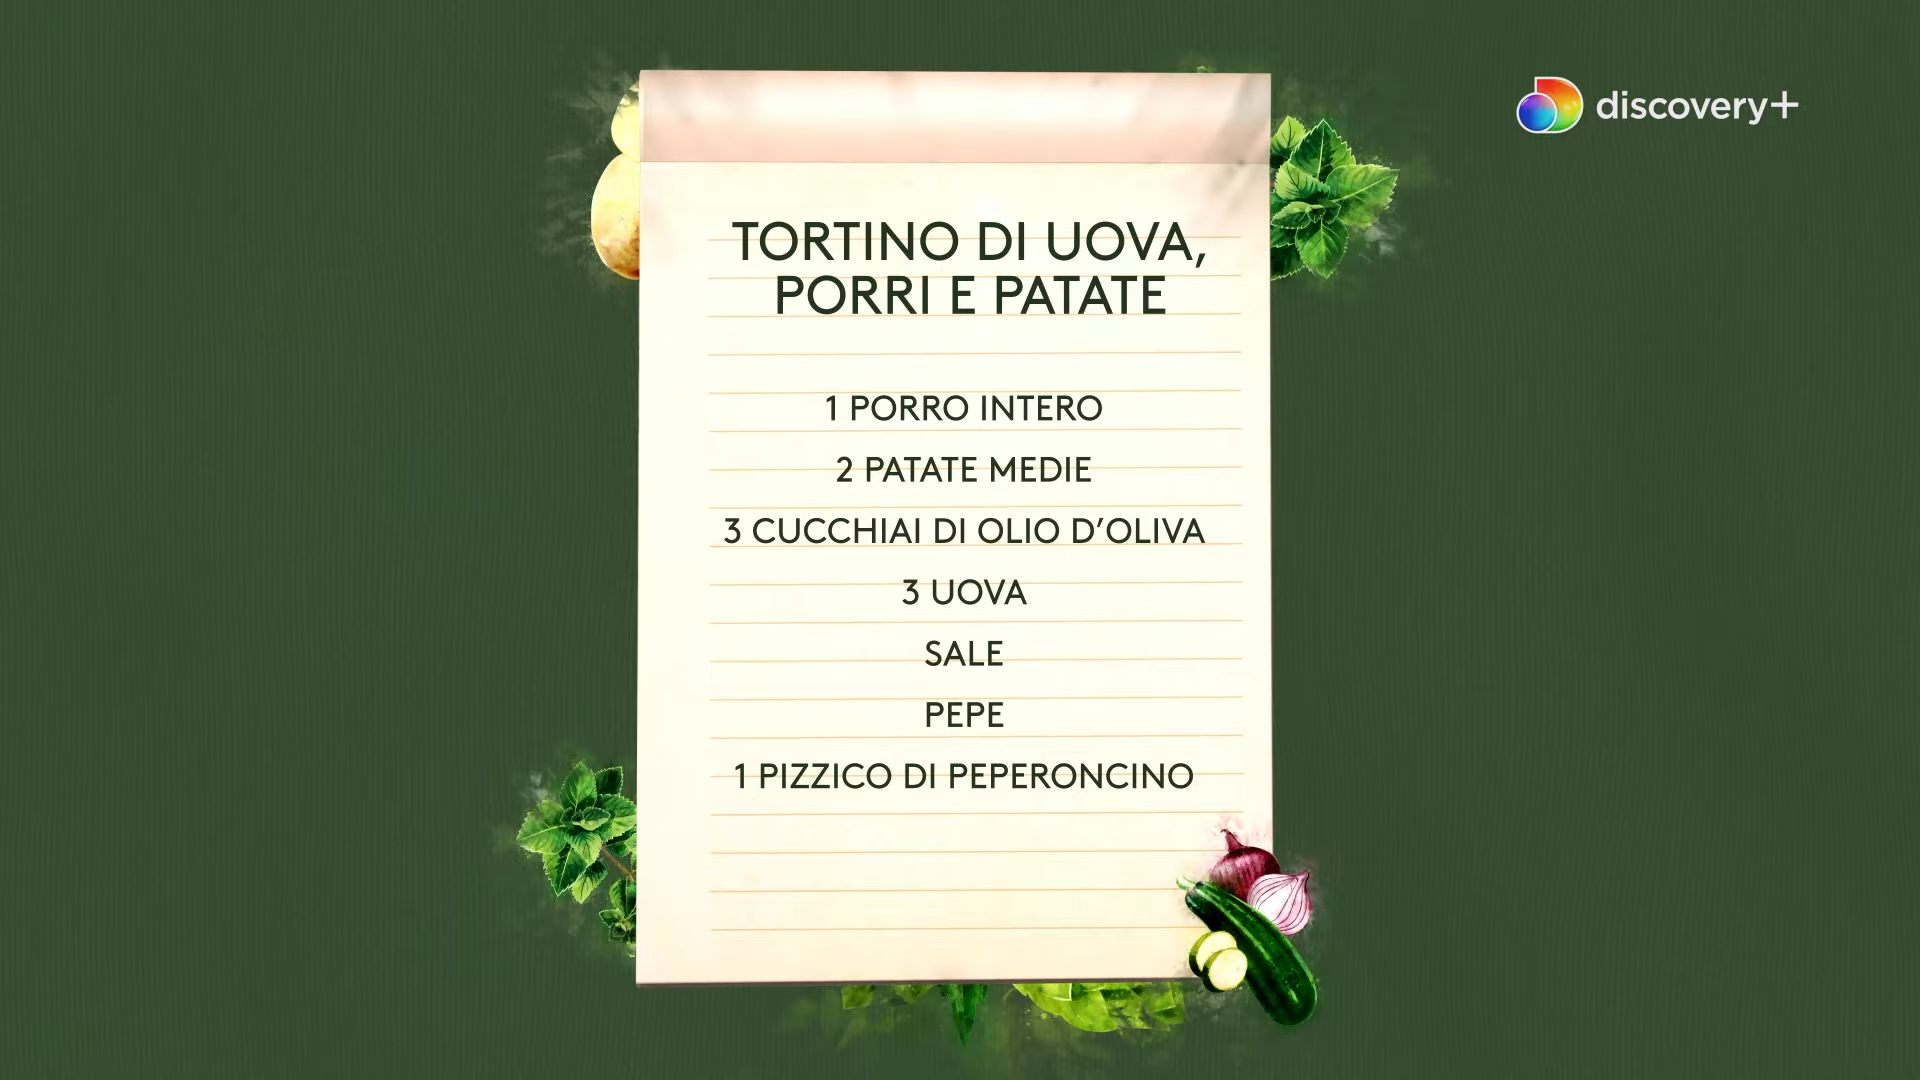 discovery+
TORTINO DI UOVA,
PORRI E PATATE
1 PORRO INTERO
2 PATATE MEDIE
3 CUCCHIAI DI OLIO D’OLIVA
3 UOVA
SALE
PEPE
1 PIZZICO DI PEPERONCINO